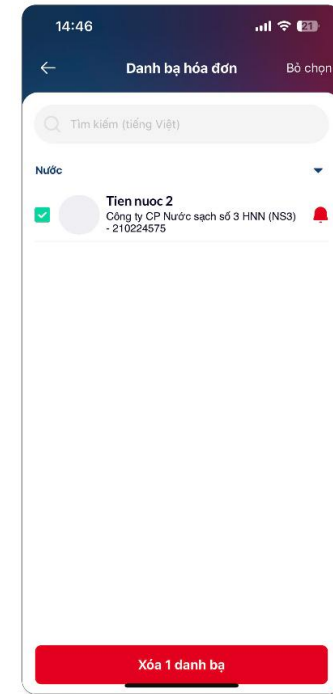 14:46
21
Danh bạ hóa đơn
Bỏ chọn
Tìm kiếm (tiếng Việt)
Nước
Tien nuoc 2
Công ty CP Nước sạch số 3 HNN (NS3)
- 210224575
Xóa 1 danh bạ